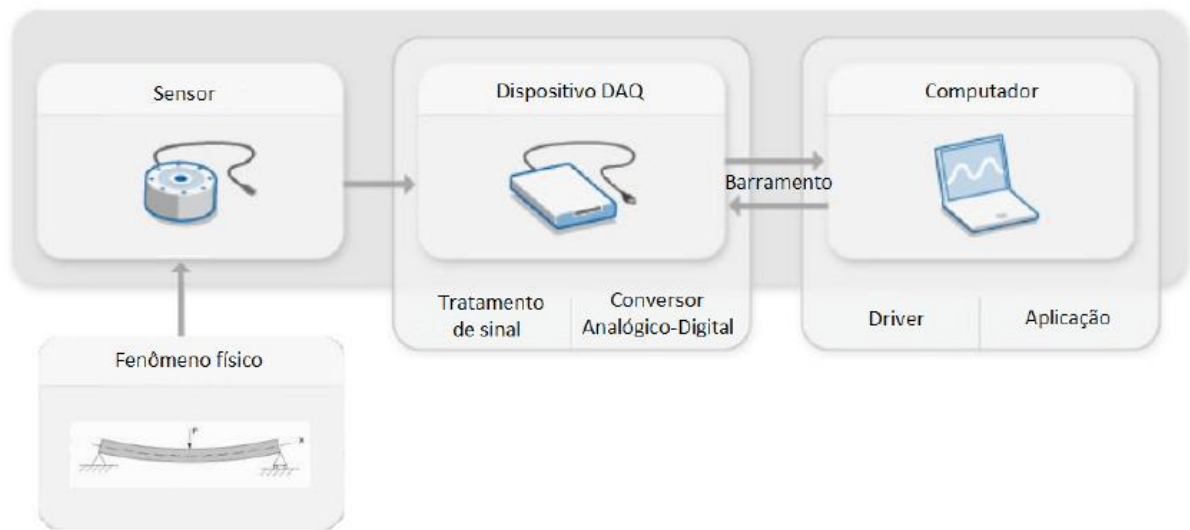 Sensor
Dispositivo DAQ
Computador
Barramento
Tratamento
de sinal
Conversor
Analógico-Digital
Driver
Aplicação
Fenômeno físico
P
x